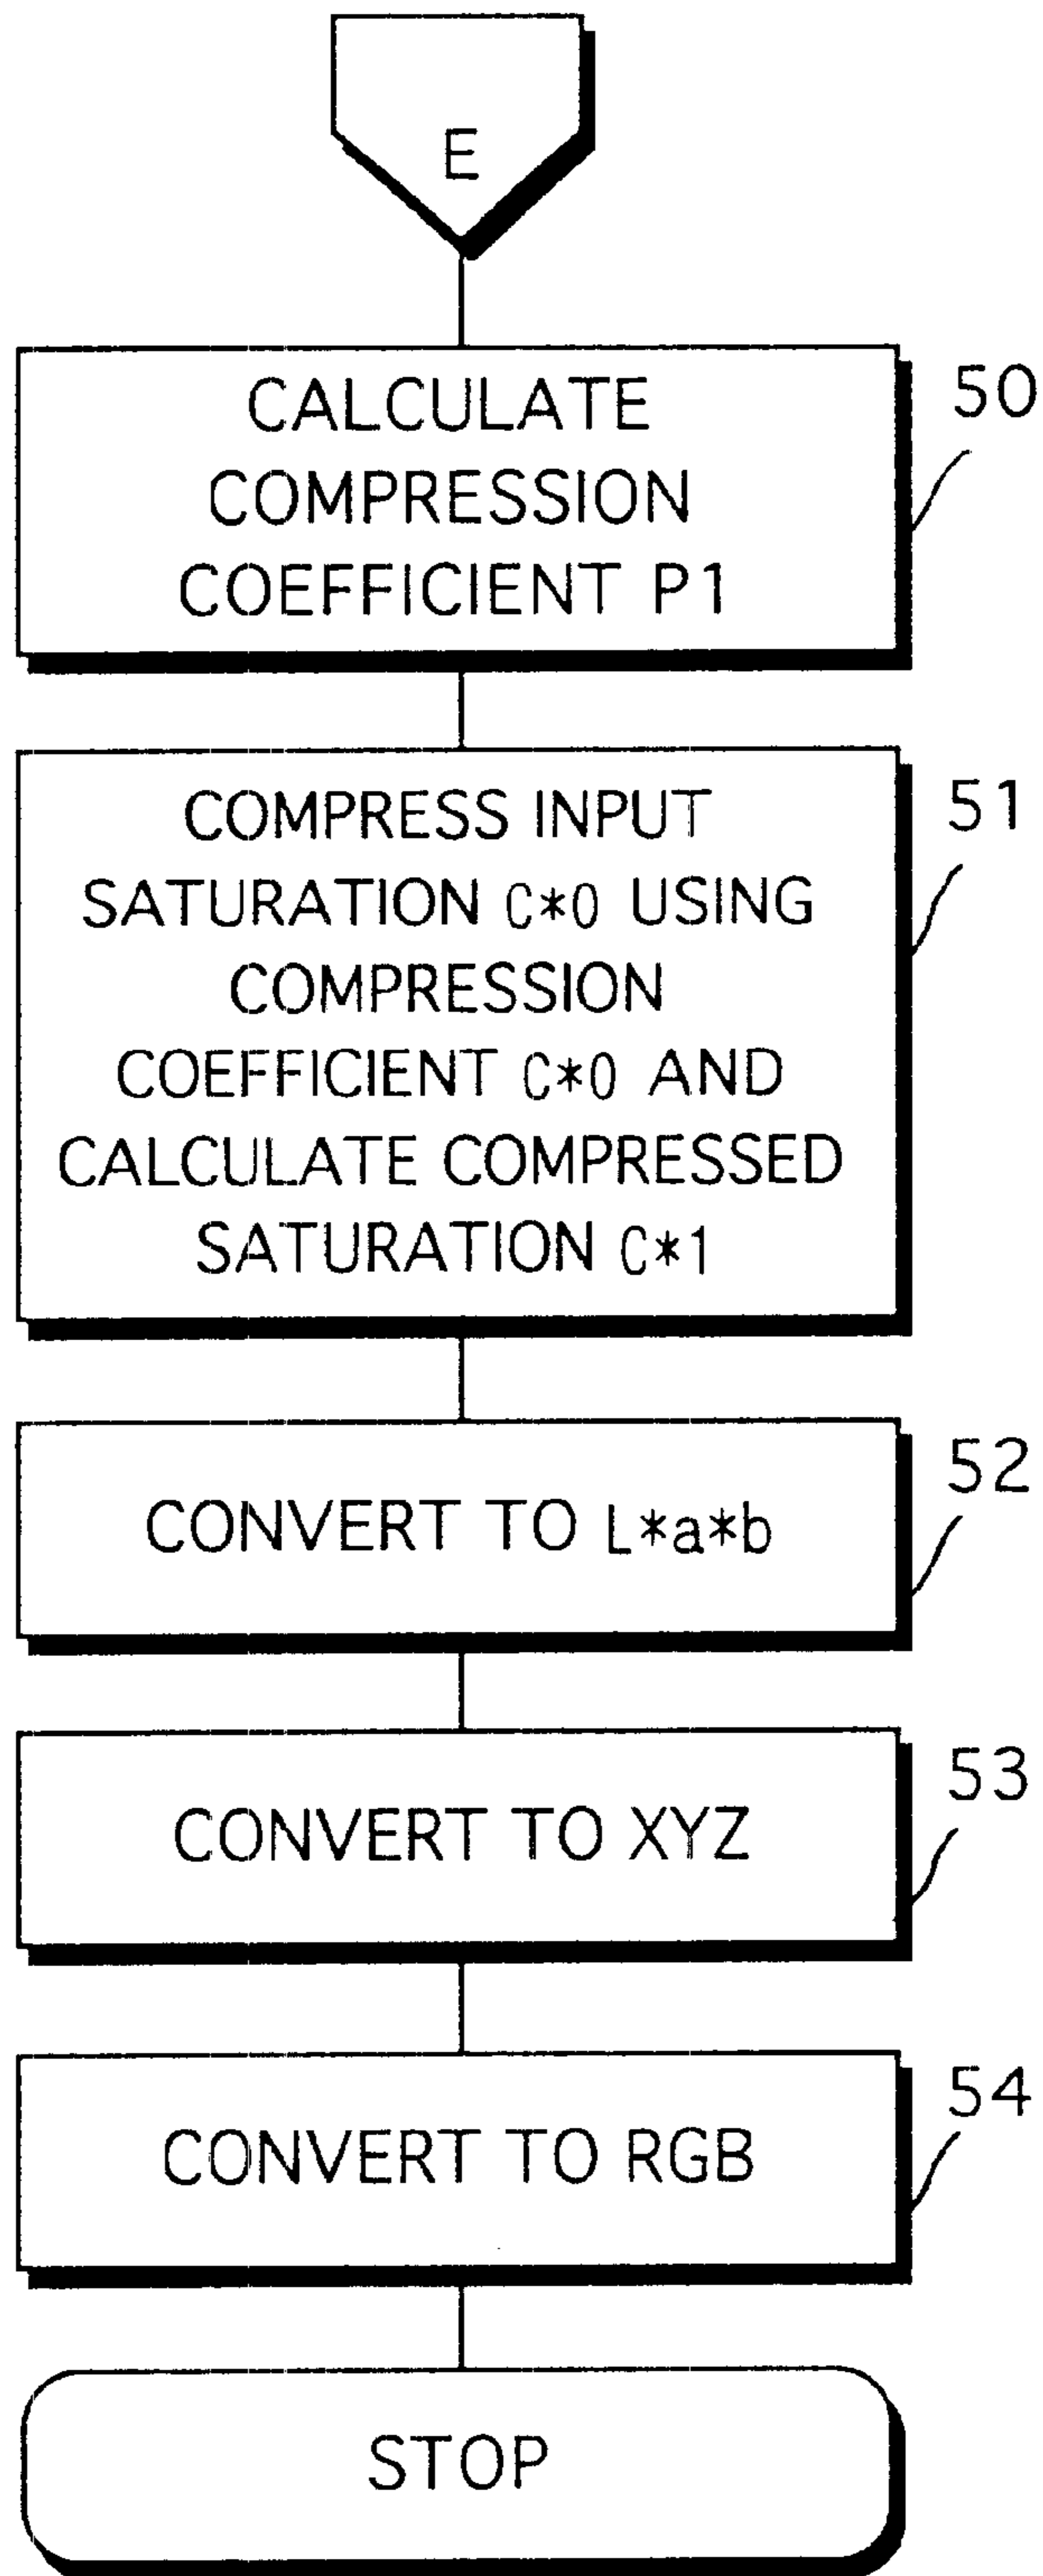 E
CALCULATE
COMPRESSION
COEFFICIENT P1
50
COMPRESS INPUT
SATURATION C*0 USING
COMPRESSION
COEFFICIENT C*0 AND
CALCULATE COMPRESSED
SATURATION C*1
51
CONVERT TO L*a*b
52
CONVERT TO XYZ
53
CONVERT TO RGB
54
STOP